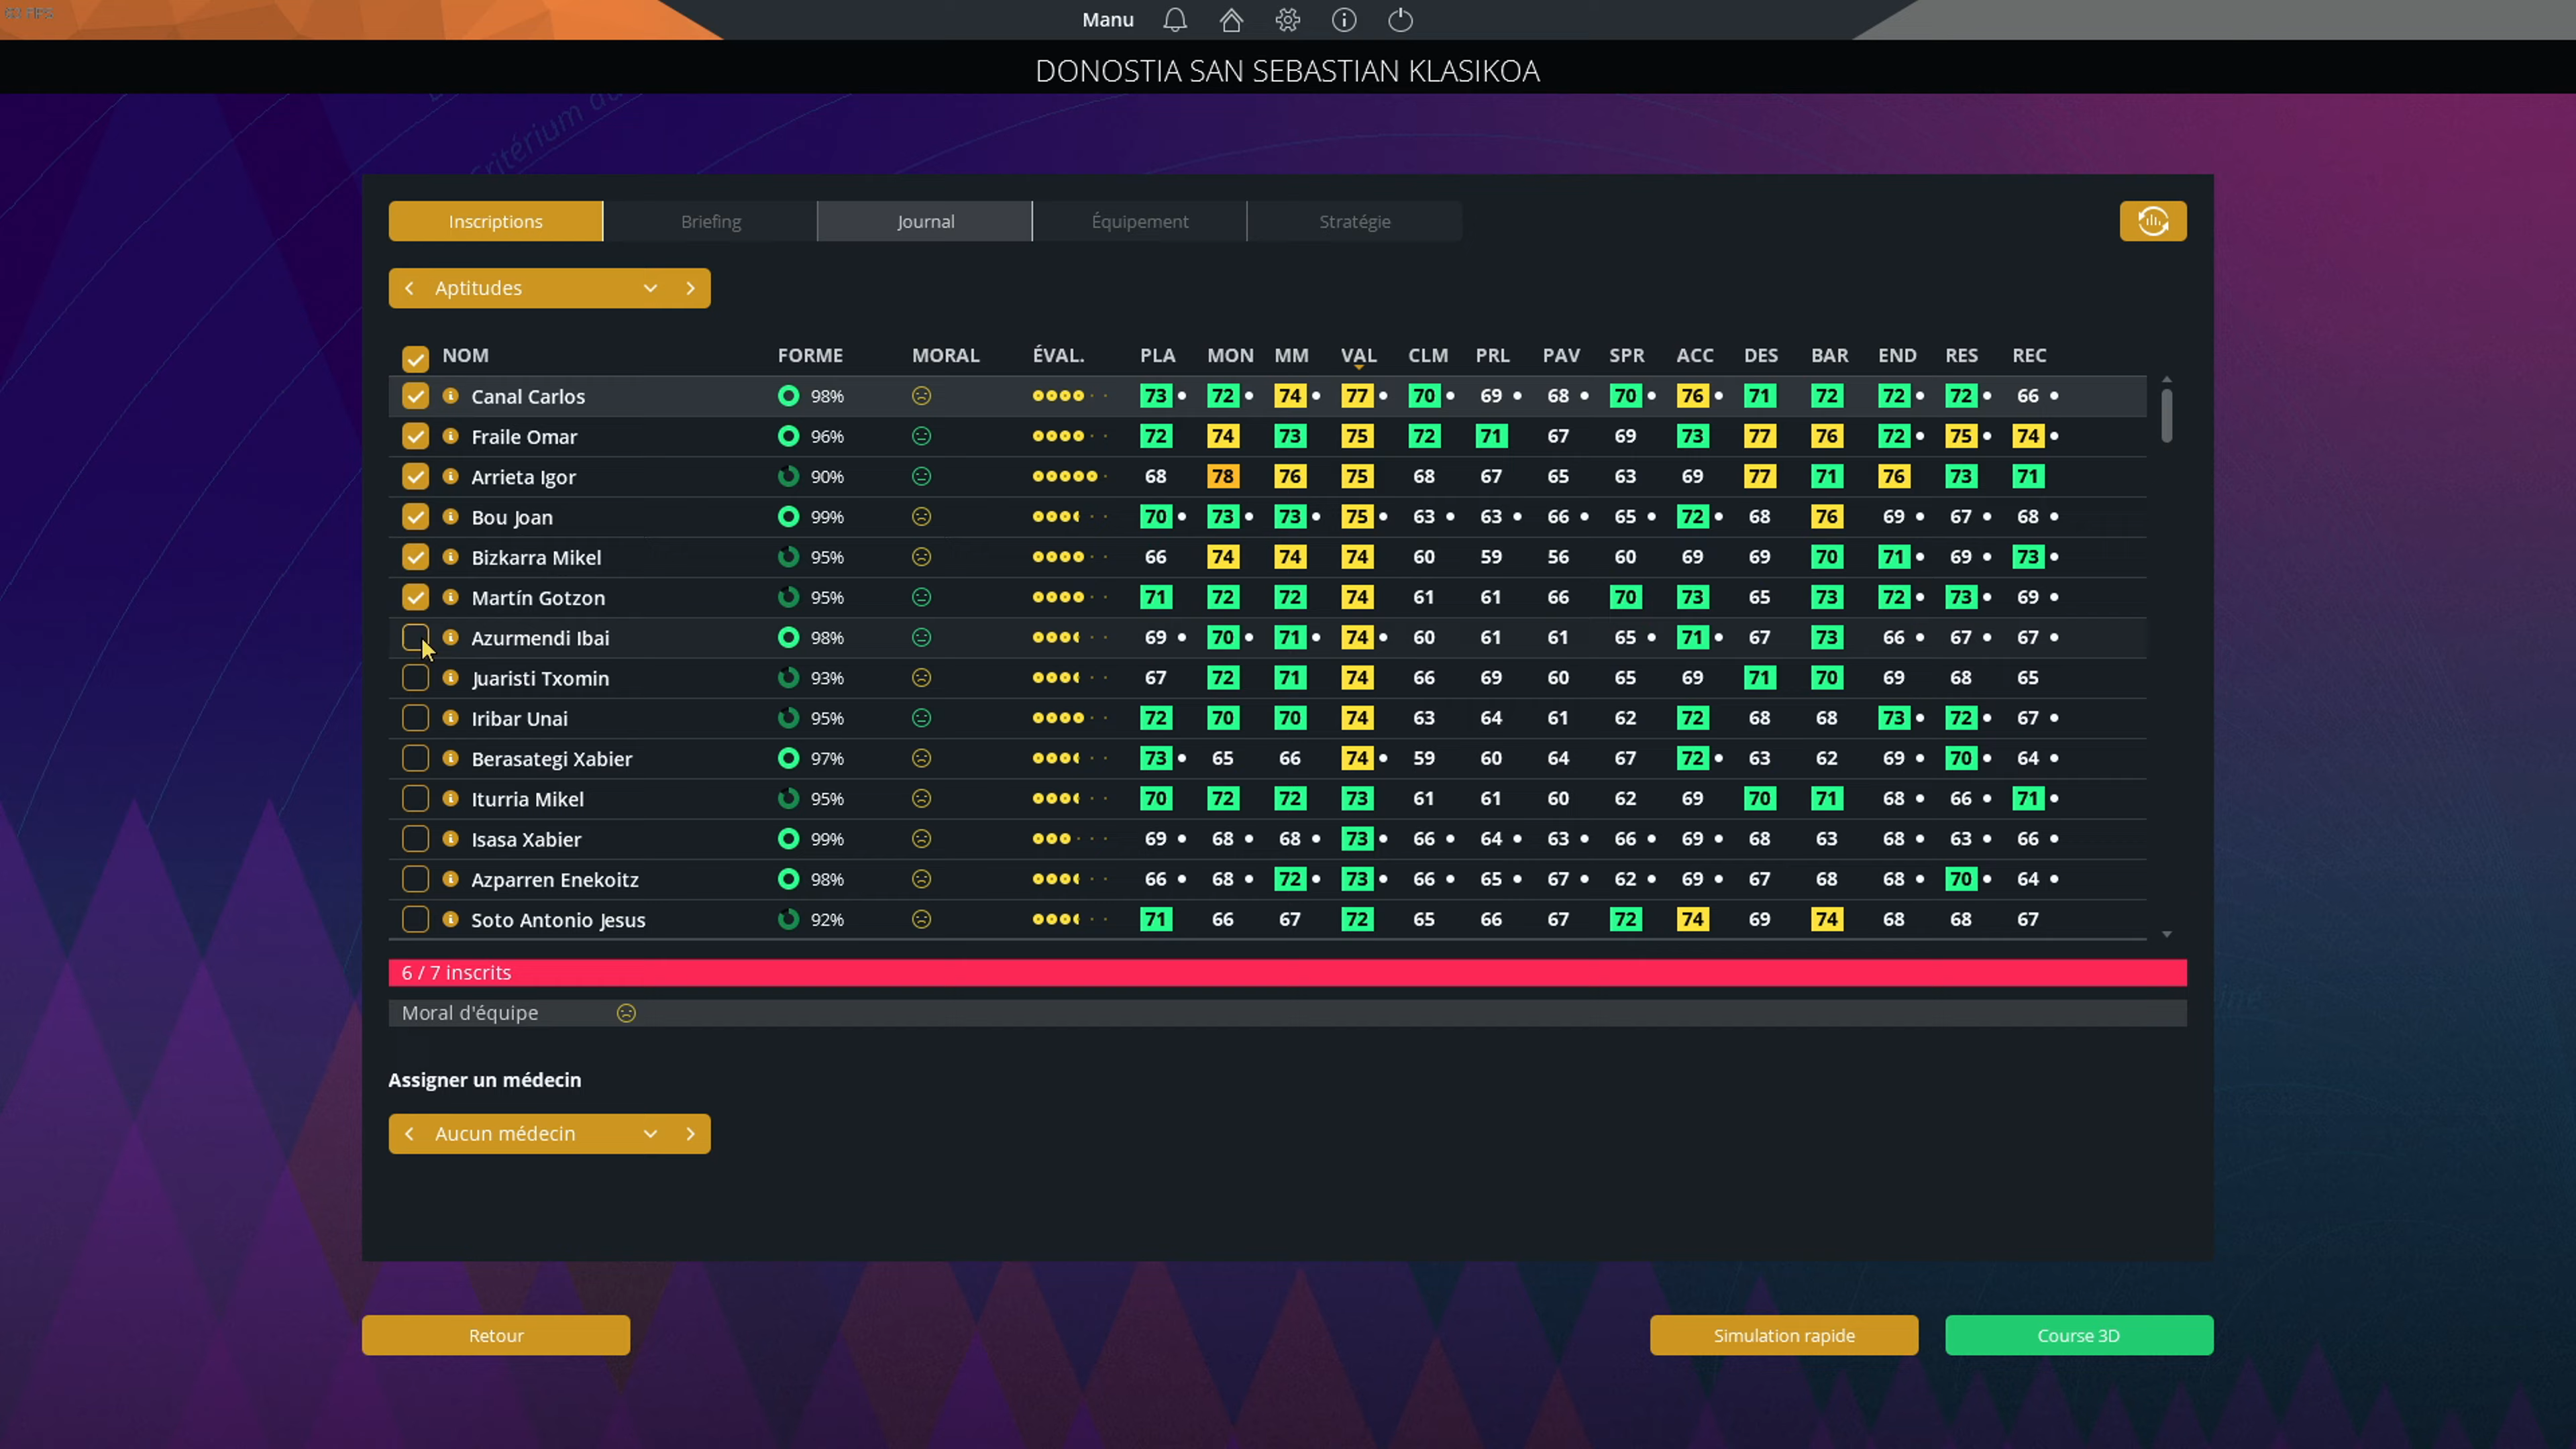 Manu
DONOSTIA SAN SEBASTIAN KLASIKOA
Inscriptions Briefing Journal Équipement Stratégie
Aptitudes
NOM FORME MORAL ÉVAL. PLA MON MM VAL CLM PRL PAV SPR ACC DES BAR END RES REC
Canal Carlos 98% 73 72 74 77 70 69 68 70 76 71 72 72 72 66
Fraile Omar 96% 72 74 73 75 72 71 67 69 73 77 76 72 75 74
Arrieta Igor 90% 68 78 76 75 68 67 65 63 69 77 71 76 73 71
Bou Joan 99% 70 73 73 75 63 63 66 65 72 68 76 69 67 68
Bizkarra Mikel 95% 66 74 74 74 60 59 56 60 69 69 70 71 69 73
Martín Gotzon 95% 71 72 72 74 61 61 66 70 73 65 73 72 73 69
Azurmendi Ibai 98% 69 70 71 74 60 61 61 65 71 67 73 66 67 67
Juaristi Txomin 93% 67 72 71 74 66 69 60 65 69 71 70 69 68 65
Iribar Unai 95% 72 70 70 74 63 64 61 62 72 68 68 73 72 67
Berasategi Xabier 97% 73 65 66 74 59 60 64 67 72 63 62 69 70 64
Iturria Mikel 95% 70 72 72 73 61 61 60 62 69 70 71 68 66 71
Isasa Xabier 99% 69 68 68 73 66 64 63 66 69 68 63 68 63 66
Azparren Enekoitz 98% 66 68 72 73 66 65 67 62 69 67 68 68 70 64
Soto Antonio Jesus 92% 71 66 67 72 65 66 67 72 74 69 74 68 68 67
6 / 7 inscrits
Moral d'équipe
Assigner un médecin
Aucun médecin
Retour Simulation rapide Course 3D